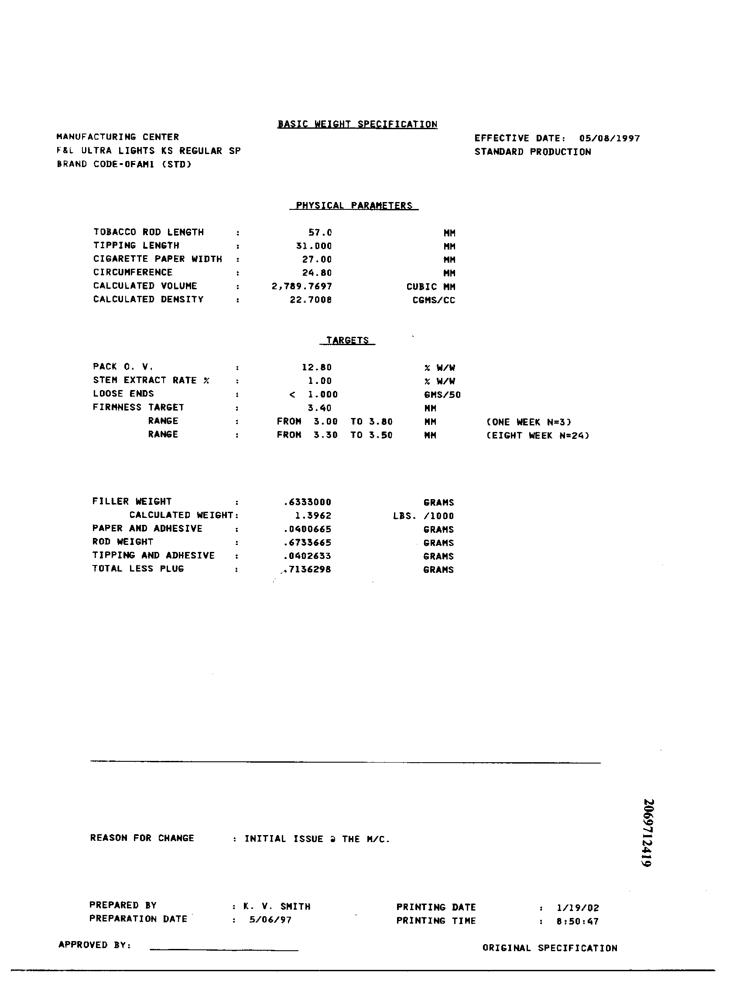 BASIC WEIGHT SPECIFICATION
MANUFACTURING CENTER EFFECTIVE DATE: 05/08/1997
F&L ULTRA LIGHTS KS REGULAR SP STANDARD PRODUCTION
BRAND CODE-OFAM1 (STD)
PHYSICAL PARAMETERS
TOBACCO ROD LENGTH : 57.0 MM
TIPPING LENGTH : 31.000 MM
CIGARETTE PAPER WIDTH : 27.00 MM
CIRCUMFERENCE : 24.80 MM
CALCULATED VOLUME : 2,789.7697 CUBIC MM
CALCULATED DENSITY : 22.7008 CGMS/CC
TARGETS
PACK O. V. : 12.80 % W/W
STEM EXTRACT RATE % : 1.00 % W/W
LOOSE ENDS : < 1.000 GMS/50
FIRMNESS TARGET : 3.40 MM
RANGE : FROM 3.00 TO 3.80 MM (ONE WEEK N=3)
RANGE : FROM 3.30 TO 3.50 MM (EIGHT WEEK N=24)
FILLER WEIGHT : .6333000 GRAMS
CALCULATED WEIGHT: 1.3962 LBS. /1000
PAPER AND ADHESIVE : .0400665 GRAMS
ROD WEIGHT : .6733665 GRAMS
TIPPING AND ADHESIVE : .0402633 GRAMS
TOTAL LESS PLUG : .7136298 GRAMS
2069712419
REASON FOR CHANGE : INITIAL ISSUE @ THE M/C.
PREPARED BY : K. V. SMITH PRINTING DATE : 1/19/02
PREPARATION DATE : 5/06/97 PRINTING TIME : 8:50:47
APPROVED BY: ORIGINAL SPECIFICATION